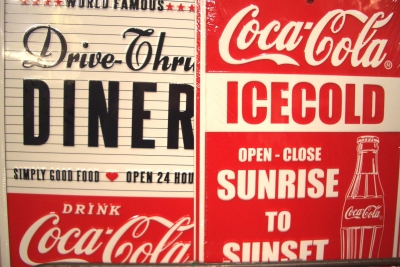 WORLD FAMOUS
Drive-Thru
DINER
SIMPLY GOOD FOOD ♥ OPEN 24 HOU
DRINK
Coca-Cola
Coca-Cola®
ICECOLD
OPEN - CLOSE
SUNRISE
TO
SUNSET
Coca-Cola